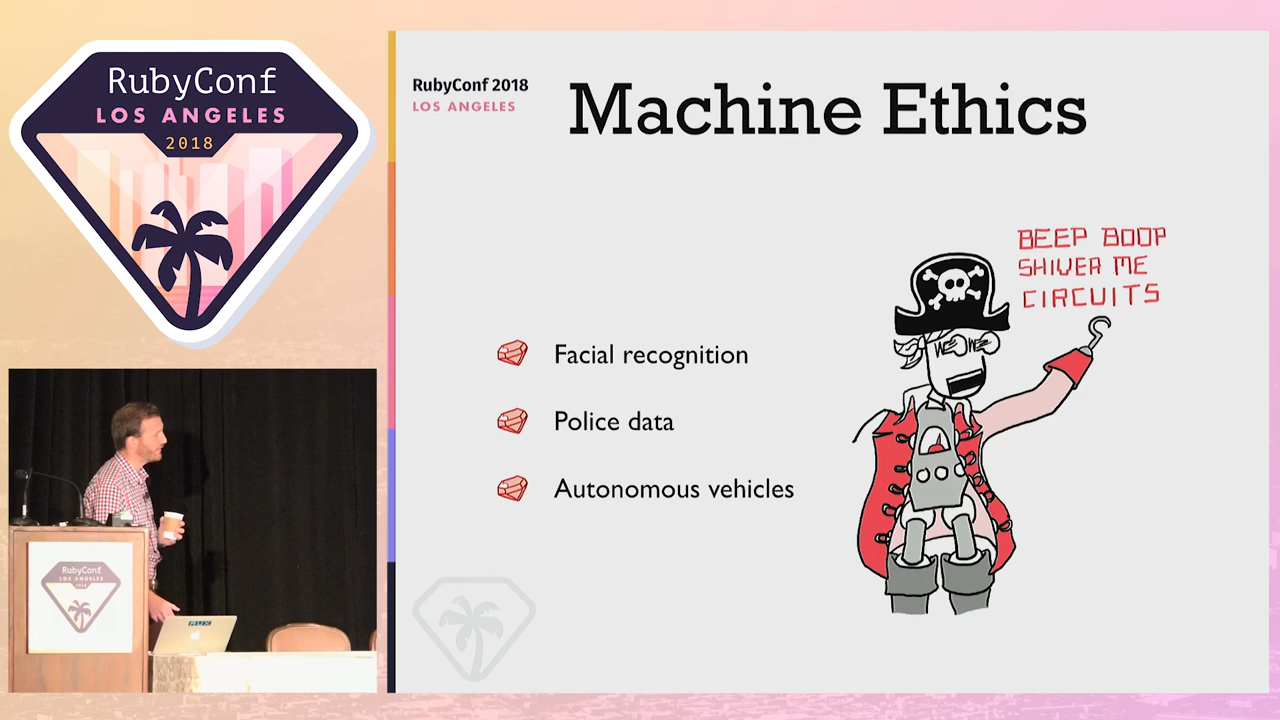 RubyConf
LOS ANGELES
2018
RubyConf 2018
LOS ANGELES
Machine Ethics
BEEP BOOP
SHIVER ME
CIRCUITS
Facial recognition
Police data
Autonomous vehicles
RubyConf
LOS ANGELES
2018